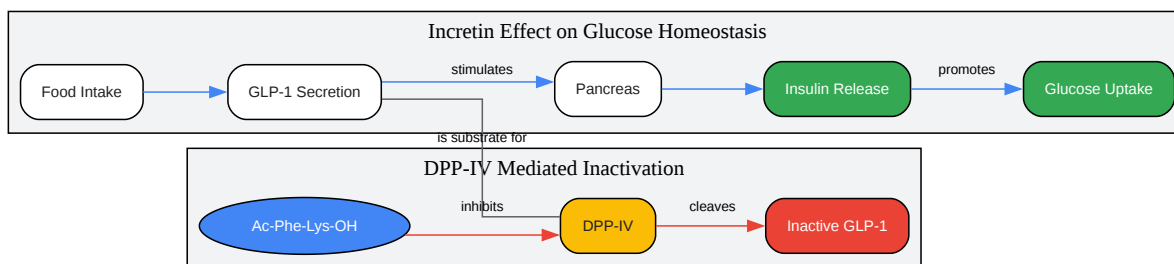 Incretin Effect on Glucose Homeostasis
Food Intake
GLP-1 Secretion
stimulates
Pancreas
Insulin Release
promotes
Glucose Uptake
is substrate for
DPP-IV Mediated Inactivation
Ac-Phe-Lys-OH
inhibits
DPP-IV
cleaves
Inactive GLP-1